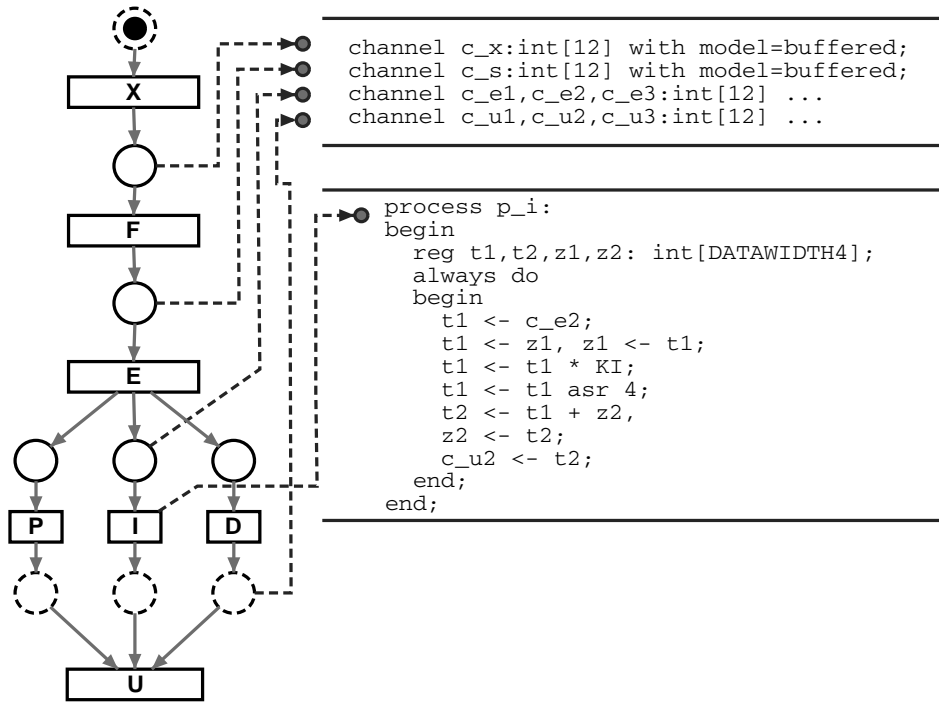 X
F
E
P
I
D
U
channel c_x:int[12] with model=buffered;
channel c_s:int[12] with model=buffered;
channel c_e1,c_e2,c_e3:int[12] ...
channel c_u1,c_u2,c_u3:int[12] ...
process p_i:
begin
reg t1,t2,z1,z2: int[DATAWIDTH4];
always do
begin
t1 <- c_e2;
t1 <- z1, z1 <- t1;
t1 <- t1 * KI;
t1 <- t1 asr 4;
t2 <- t1 + z2,
z2 <- t2;
c_u2 <- t2;
end;
end;